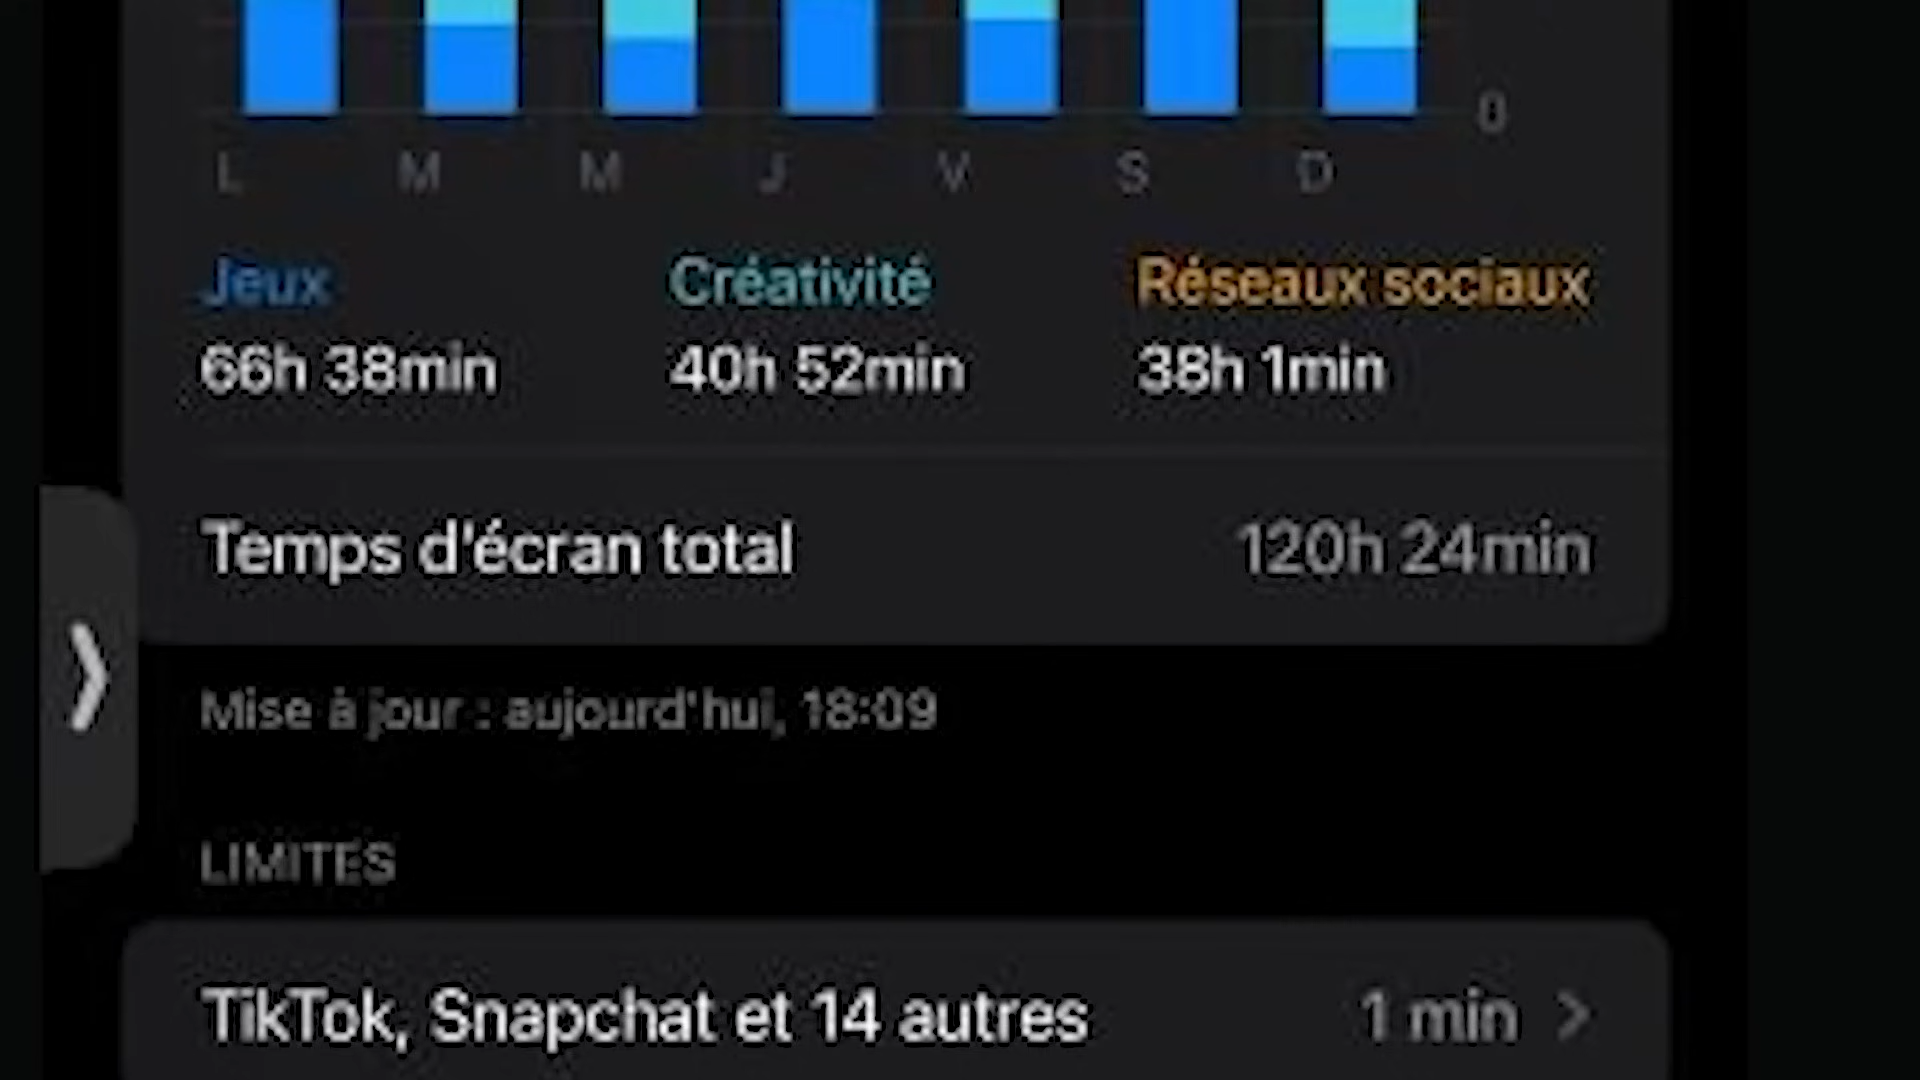 0
L M M J V S D
Jeux Créativité Réseaux sociaux
66h 38min 40h 52min 38h 1min
Temps d'écran total 120h 24min
Mise à jour : aujourd'hui, 18:09
LIMITES
TikTok, Snapchat et 14 autres 1 min